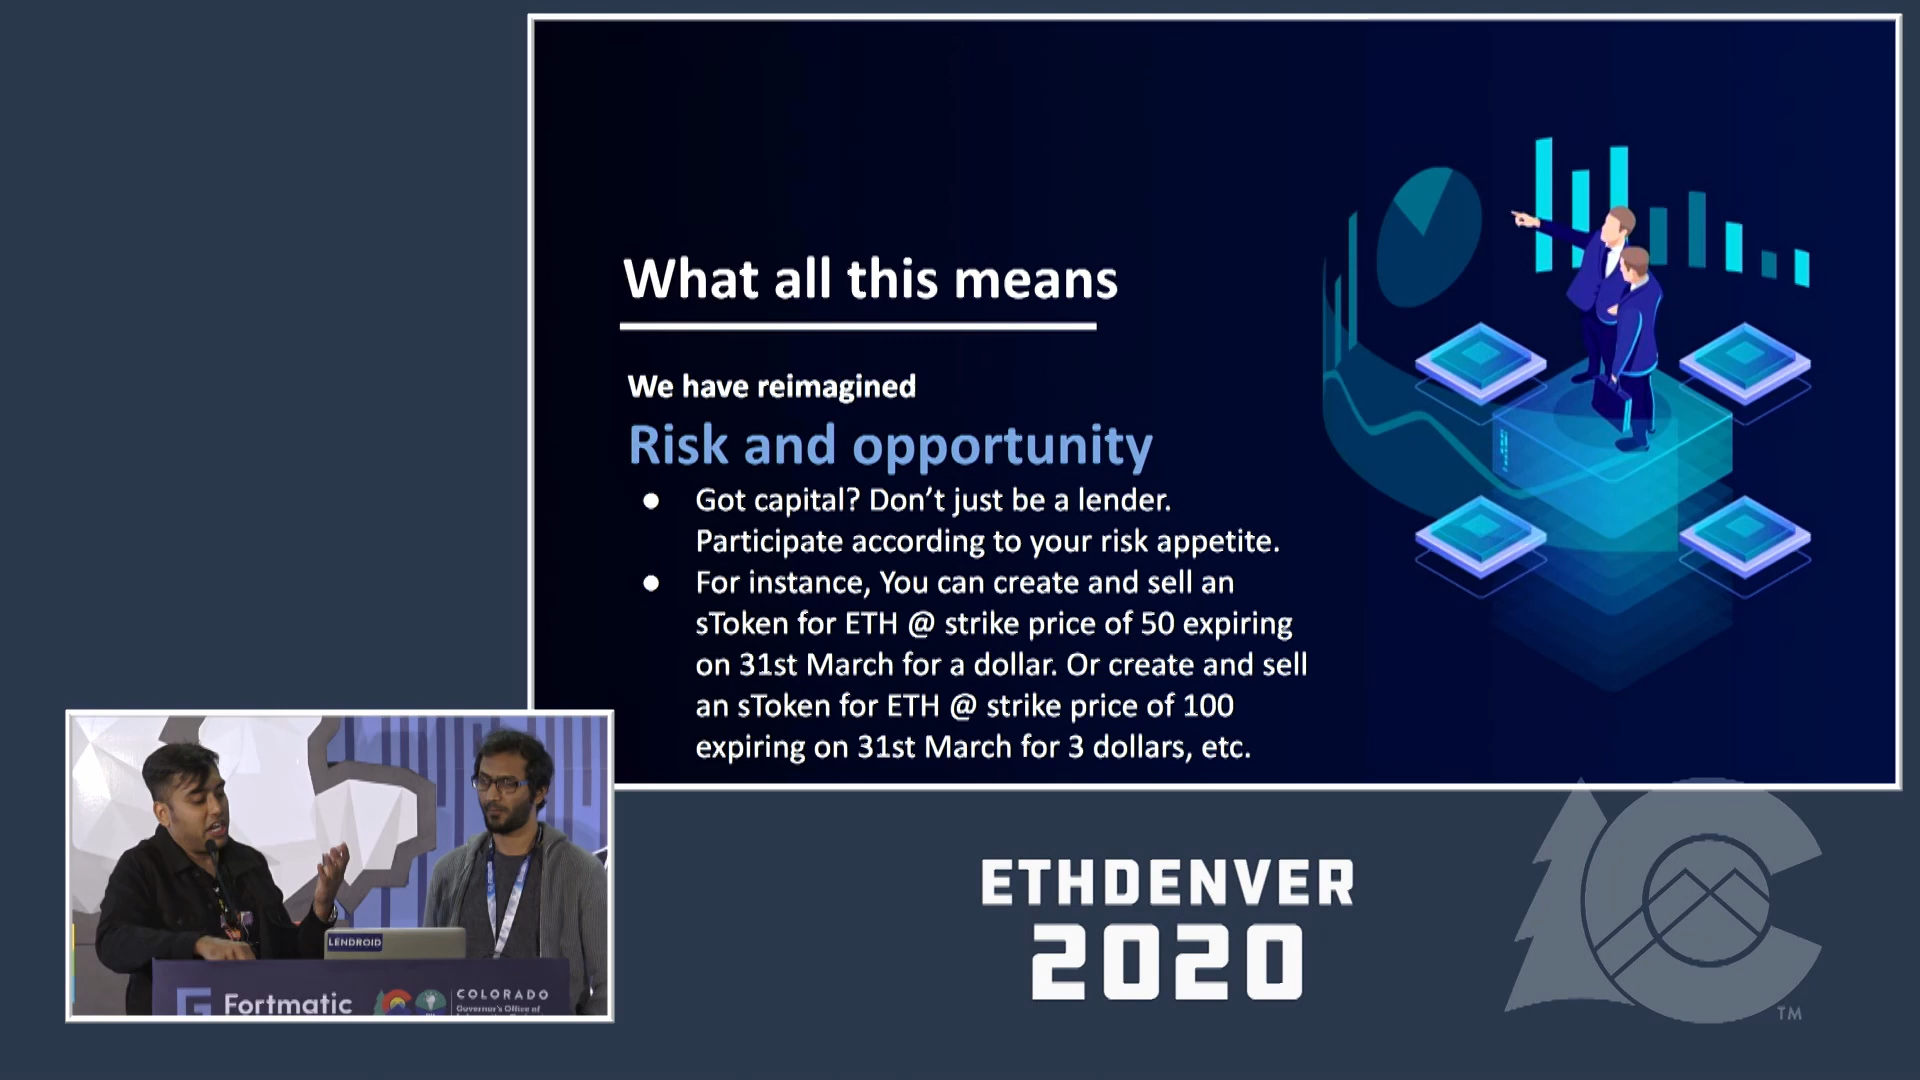 What all this means
We have reimagined
Risk and opportunity
● Got capital? Don’t just be a lender.
Participate according to your risk appetite.
● For instance, You can create and sell an
sToken for ETH @ strike price of 50 expiring
on 31st March for a dollar. Or create and sell
an sToken for ETH @ strike price of 100
expiring on 31st March for 3 dollars, etc.
LENDROID
Fortmatic
COLORADO
Governor's Office of
ETHDENVER
2020
TM